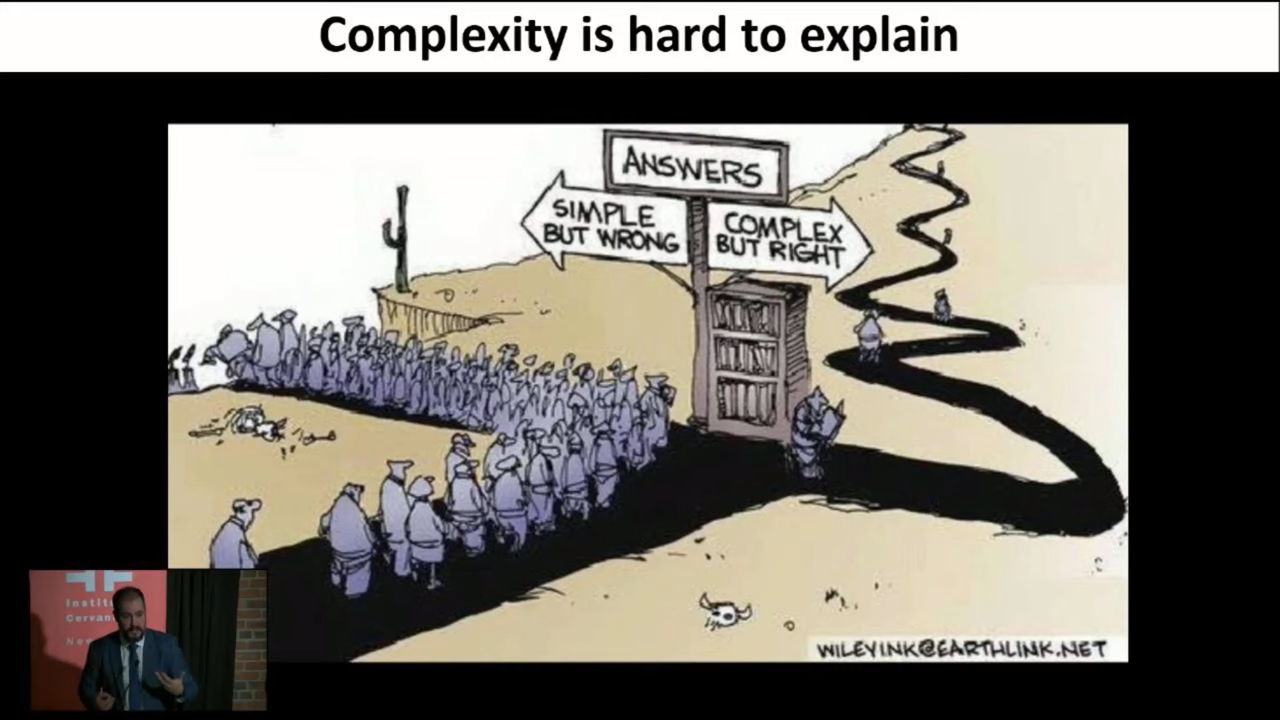 Complexity is hard to explain
ANSWERS
SIMPLE
BUT WRONG
COMPLEX
BUT RIGHT
WILEYINK@EARTHLINK.NET